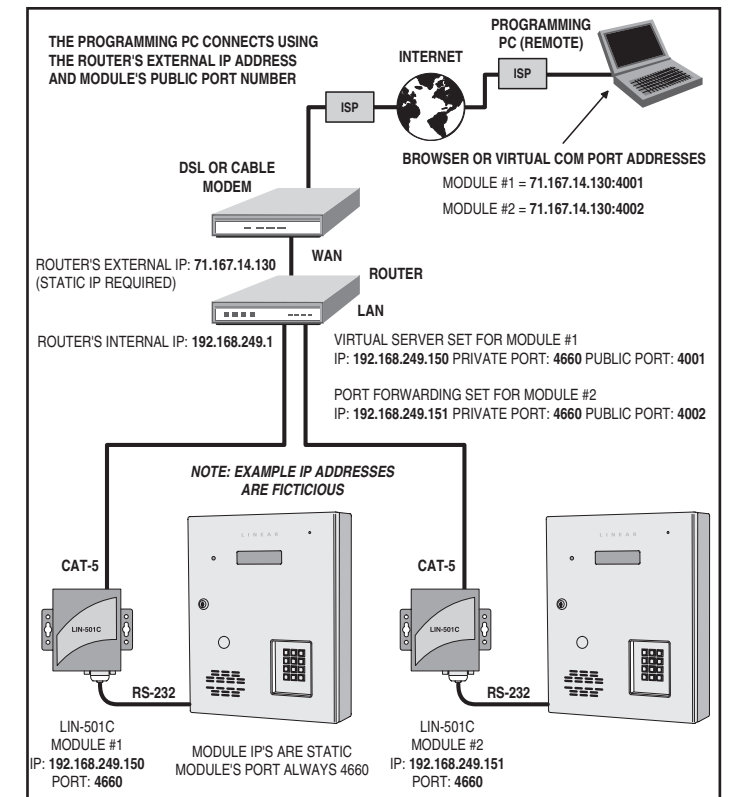 THE PROGRAMMING PC CONNECTS USING
THE ROUTER'S EXTERNAL IP ADDRESS
AND MODULE'S PUBLIC PORT NUMBER
PROGRAMMING
PC (REMOTE)
INTERNET
ISP
ISP
BROWSER OR VIRTUAL COM PORT ADDRESSES
MODULE #1 = 71.167.14.130:4001
MODULE #2 = 71.167.14.130:4002
DSL OR CABLE
MODEM
WAN
ROUTER'S EXTERNAL IP: 71.167.14.130
(STATIC IP REQUIRED)
ROUTER
LAN
ROUTER'S INTERNAL IP: 192.168.249.1
VIRTUAL SERVER SET FOR MODULE #1
IP: 192.168.249.150 PRIVATE PORT: 4660 PUBLIC PORT: 4001
PORT FORWARDING SET FOR MODULE #2
IP: 192.168.249.151 PRIVATE PORT: 4660 PUBLIC PORT: 4002
NOTE: EXAMPLE IP ADDRESSES
ARE FICTICIOUS
CAT-5
LINEAR
LIN-501C
RS-232
LIN-501C
MODULE #1
IP: 192.168.249.150
PORT: 4660
MODULE IP'S ARE STATIC
MODULE'S PORT ALWAYS 4660
CAT-5
LINEAR
LIN-501C
RS-232
LIN-501C
MODULE #2
IP: 192.168.249.151
PORT: 4660